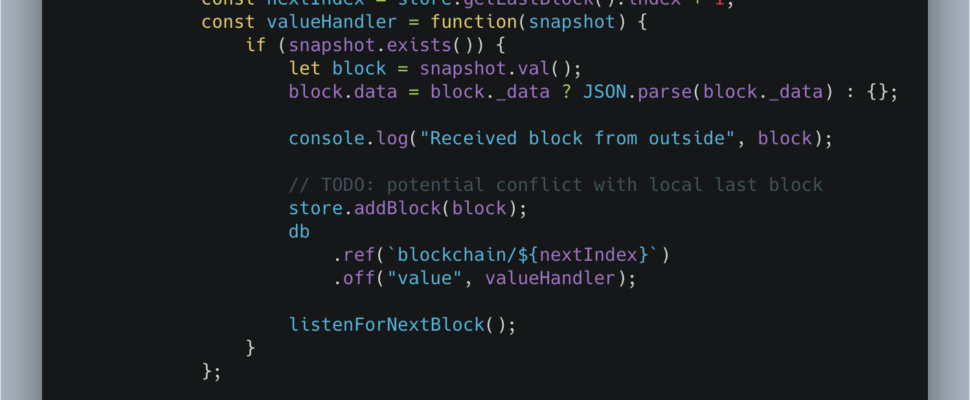 const nextIndex = store.getLastBlock().index + 1;
const valueHandler = function(snapshot) {
if (snapshot.exists()) {
let block = snapshot.val();
block.data = block._data ? JSON.parse(block._data) : {};
console.log("Received block from outside", block);
// TODO: potential conflict with local last block
store.addBlock(block);
db
.ref(`blockchain/${nextIndex}`)
.off("value", valueHandler);
listenForNextBlock();
}
};